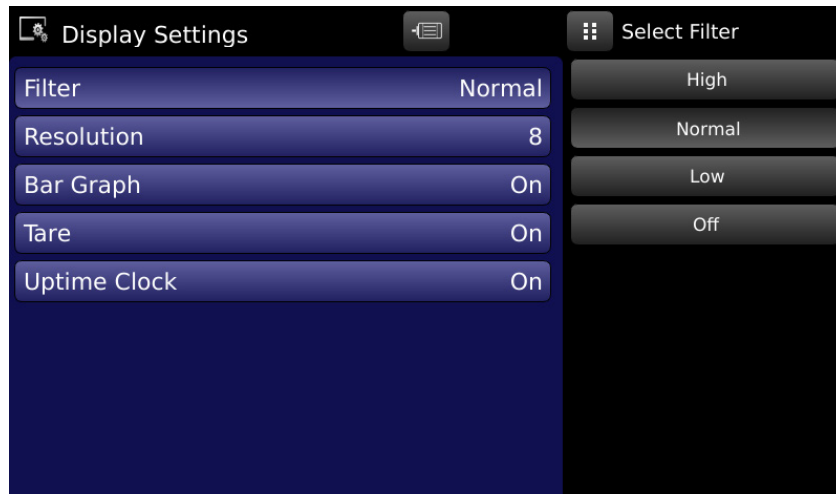 Display Settings
Filter Normal
Resolution 8
Bar Graph On
Tare On
Uptime Clock On
Select Filter
High
Normal
Low
Off